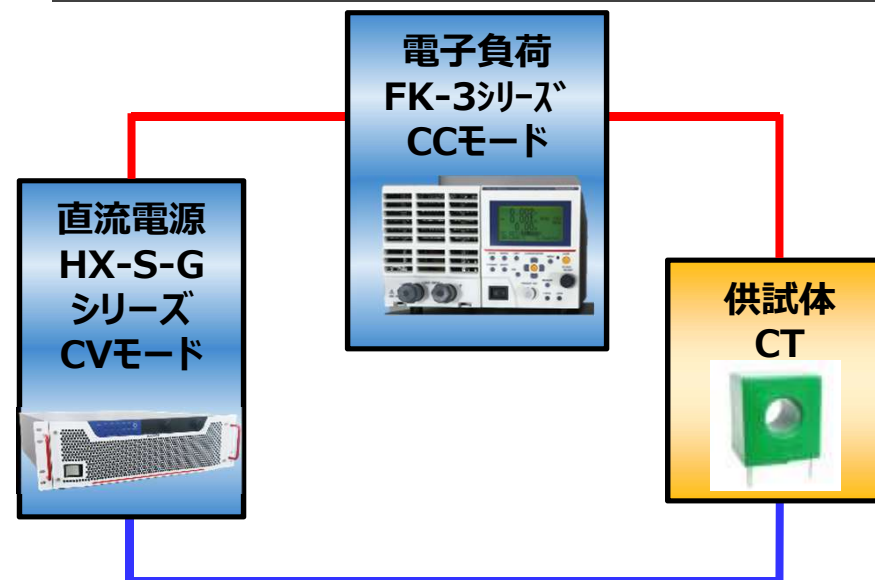 電子負荷
FK-3ｼﾘｰｽﾞ
CCモード
直流電源
HX-S-G
シリーズ
CVモード
供試体
CT